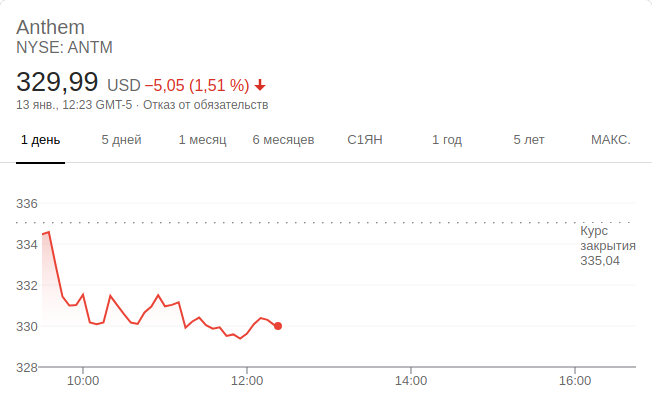 Anthem
NYSE: ANTM
329,99 USD −5,05 (1,51 %)
13 янв., 12:23 GMT-5 · Отказ от обязательств
1 день 5 дней 1 месяц 6 месяцев С1ЯН 1 год 5 лет МАКС.
336
Курс
334
закрытия
335,04
332
330
328
10:00 12:00 14:00 16:00